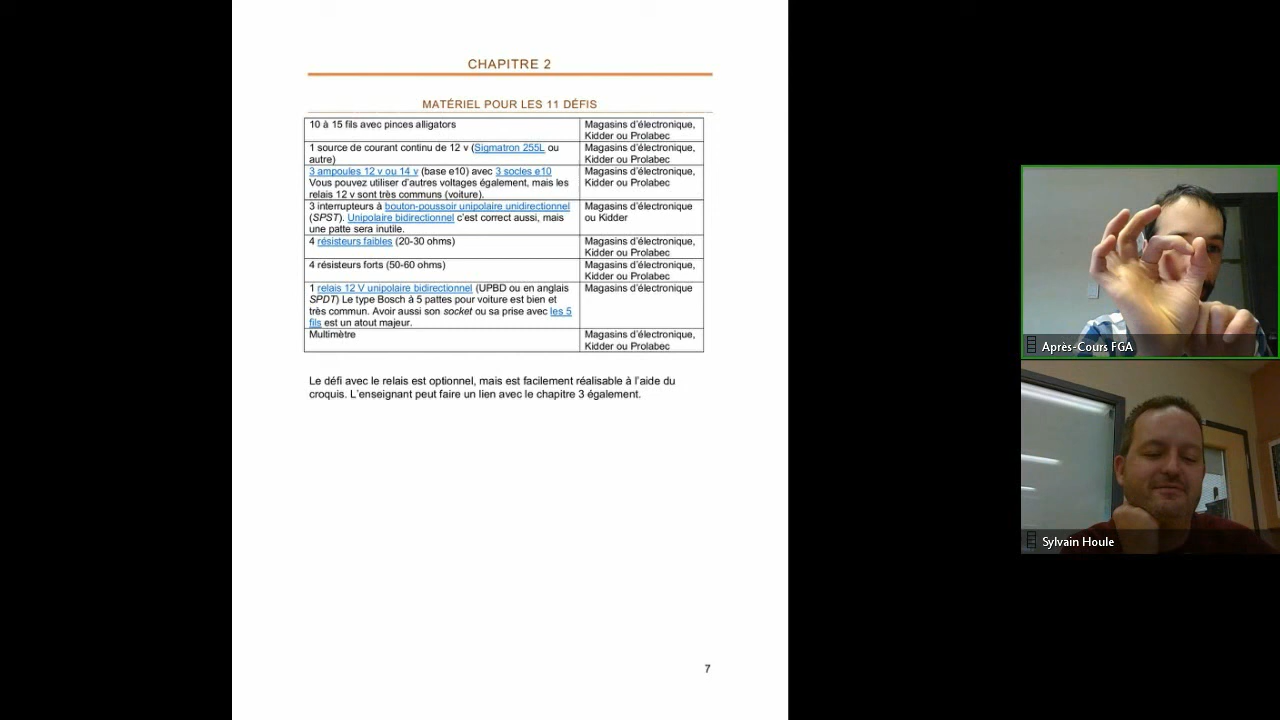 CHAPITRE 2
MATÉRIEL POUR LES 11 DÉFIS
10 à 15 fils avec pinces alligators
Magasins d'électronique,
Kidder ou Prolabec
1 source de courant continu de 12 v (Sigmatron 255L ou
autre)
Magasins d'électronique,
Kidder ou Prolabec
3 ampoules 12 v ou 14 v (base e10) avec 3 socles e10
Vous pouvez utiliser d'autres voltages également, mais les
relais 12 v sont très communs (voiture).
Magasins d'électronique,
Kidder ou Prolabec
3 interrupteurs à bouton-poussoir unipolaire unidirectionnel
(SPST). Unipolaire bidirectionnel c'est correct aussi, mais
une patte sera inutile.
Magasins d'électronique
ou Kidder
4 résisteurs faibles (20-30 ohms)
Magasins d'électronique,
Kidder ou Prolabec
4 résisteurs forts (50-60 ohms)
Magasins d'électronique,
Kidder ou Prolabec
1 relais 12 V unipolaire bidirectionnel (UPBD ou en anglais
SPDT) Le type Bosch à 5 pattes pour voiture est bien et
très commun. Avoir aussi son socket ou sa prise avec les 5
fils est un atout majeur.
Magasins d'électronique
Multimètre
Magasins d'électronique,
Kidder ou Prolabec
Le défi avec le relais est optionnel, mais est facilement réalisable à l'aide du
croquis. L'enseignant peut faire un lien avec le chapitre 3 également.
7
Après-Cours FGA
Sylvain Houle